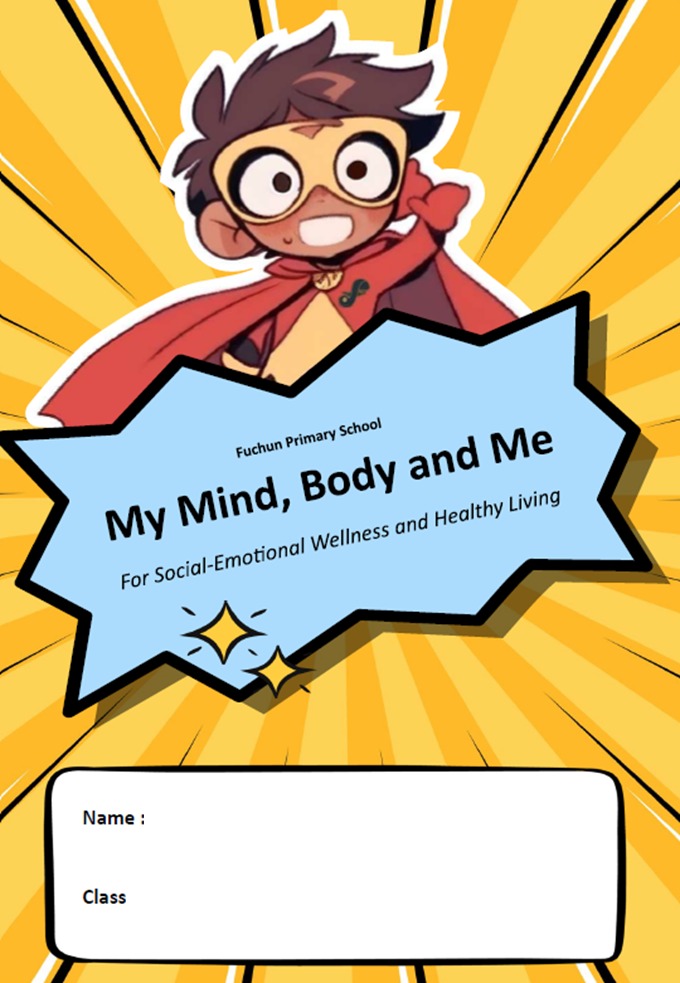 Fuchun Primary School
My Mind, Body and Me
For Social-Emotional Wellness and Healthy Living
Name :
Class